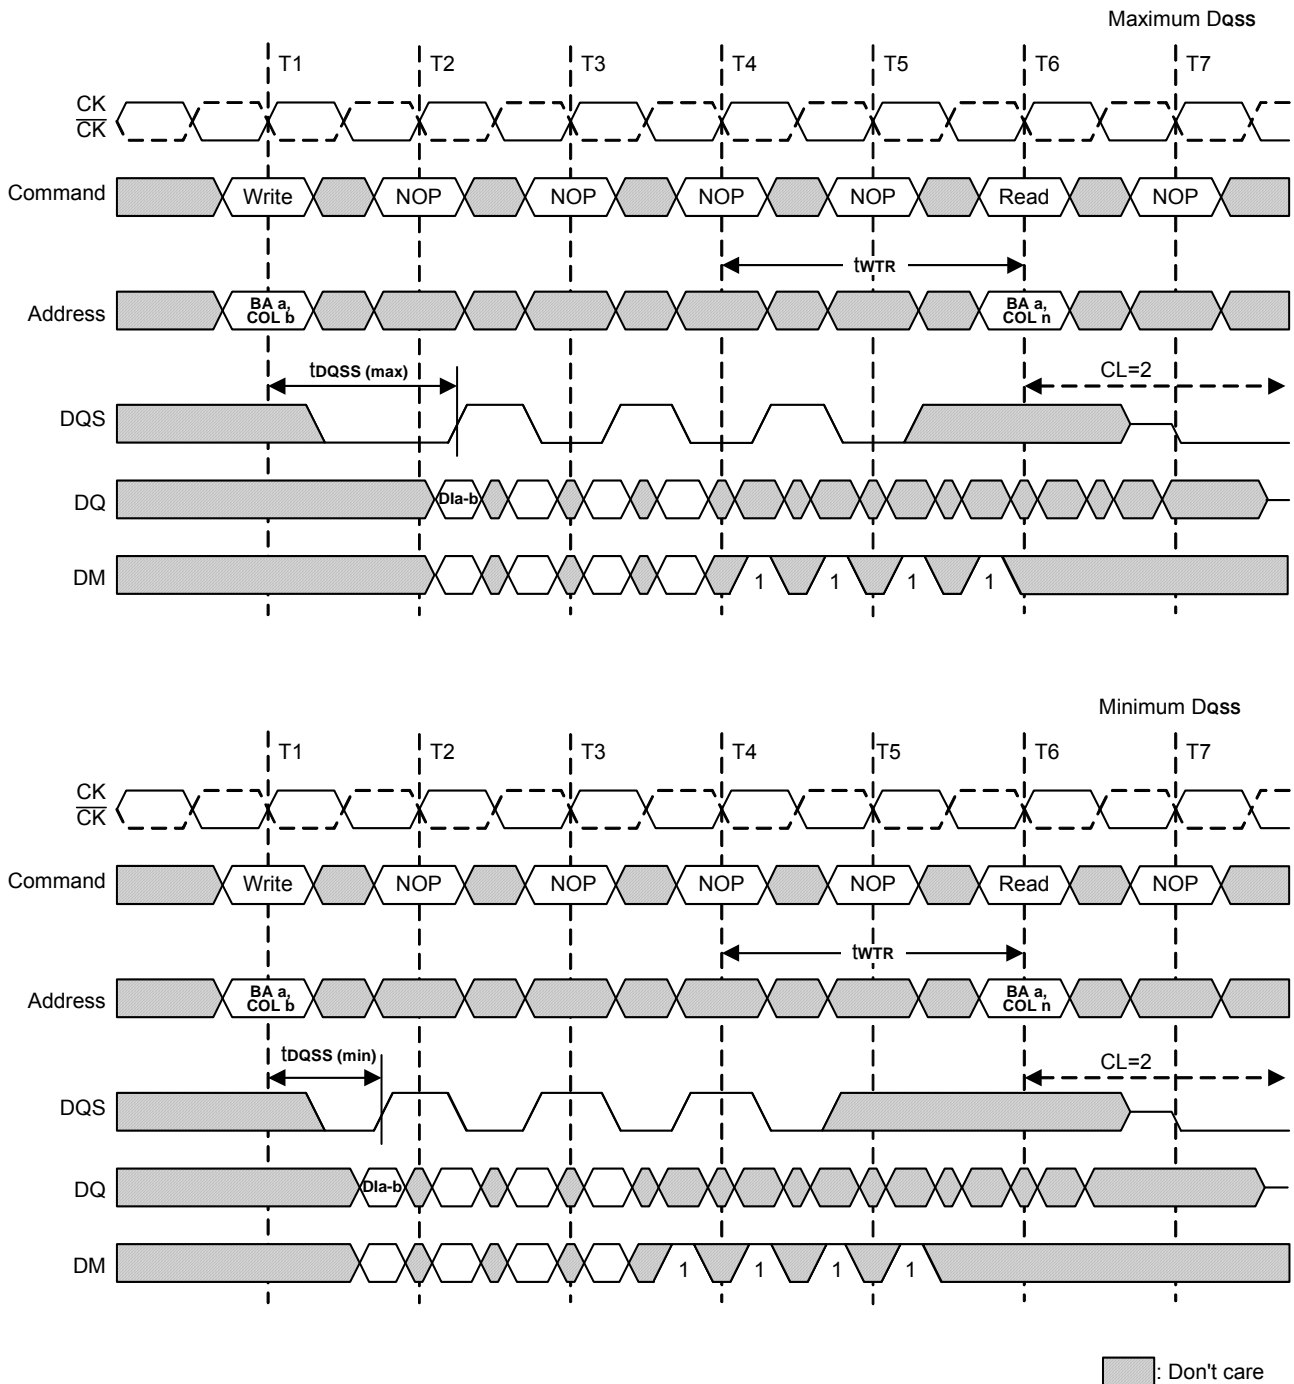 Maximum DQSS
T1 T2 T3 T4 T5 T6 T7
CK
CK
Command Write NOP NOP NOP NOP Read NOP
tWTR
Address BA a, COL b BA a, COL n
tDQSS (max) CL=2
DQS
DQ DIa-b
DM 1 1 1 1
Minimum DQSS
T1 T2 T3 T4 T5 T6 T7
CK
CK
Command Write NOP NOP NOP NOP Read NOP
tWTR
Address BA a, COL b BA a, COL n
tDQSS (min) CL=2
DQS
DQ DIa-b
DM 1 1 1 1
: Don't care